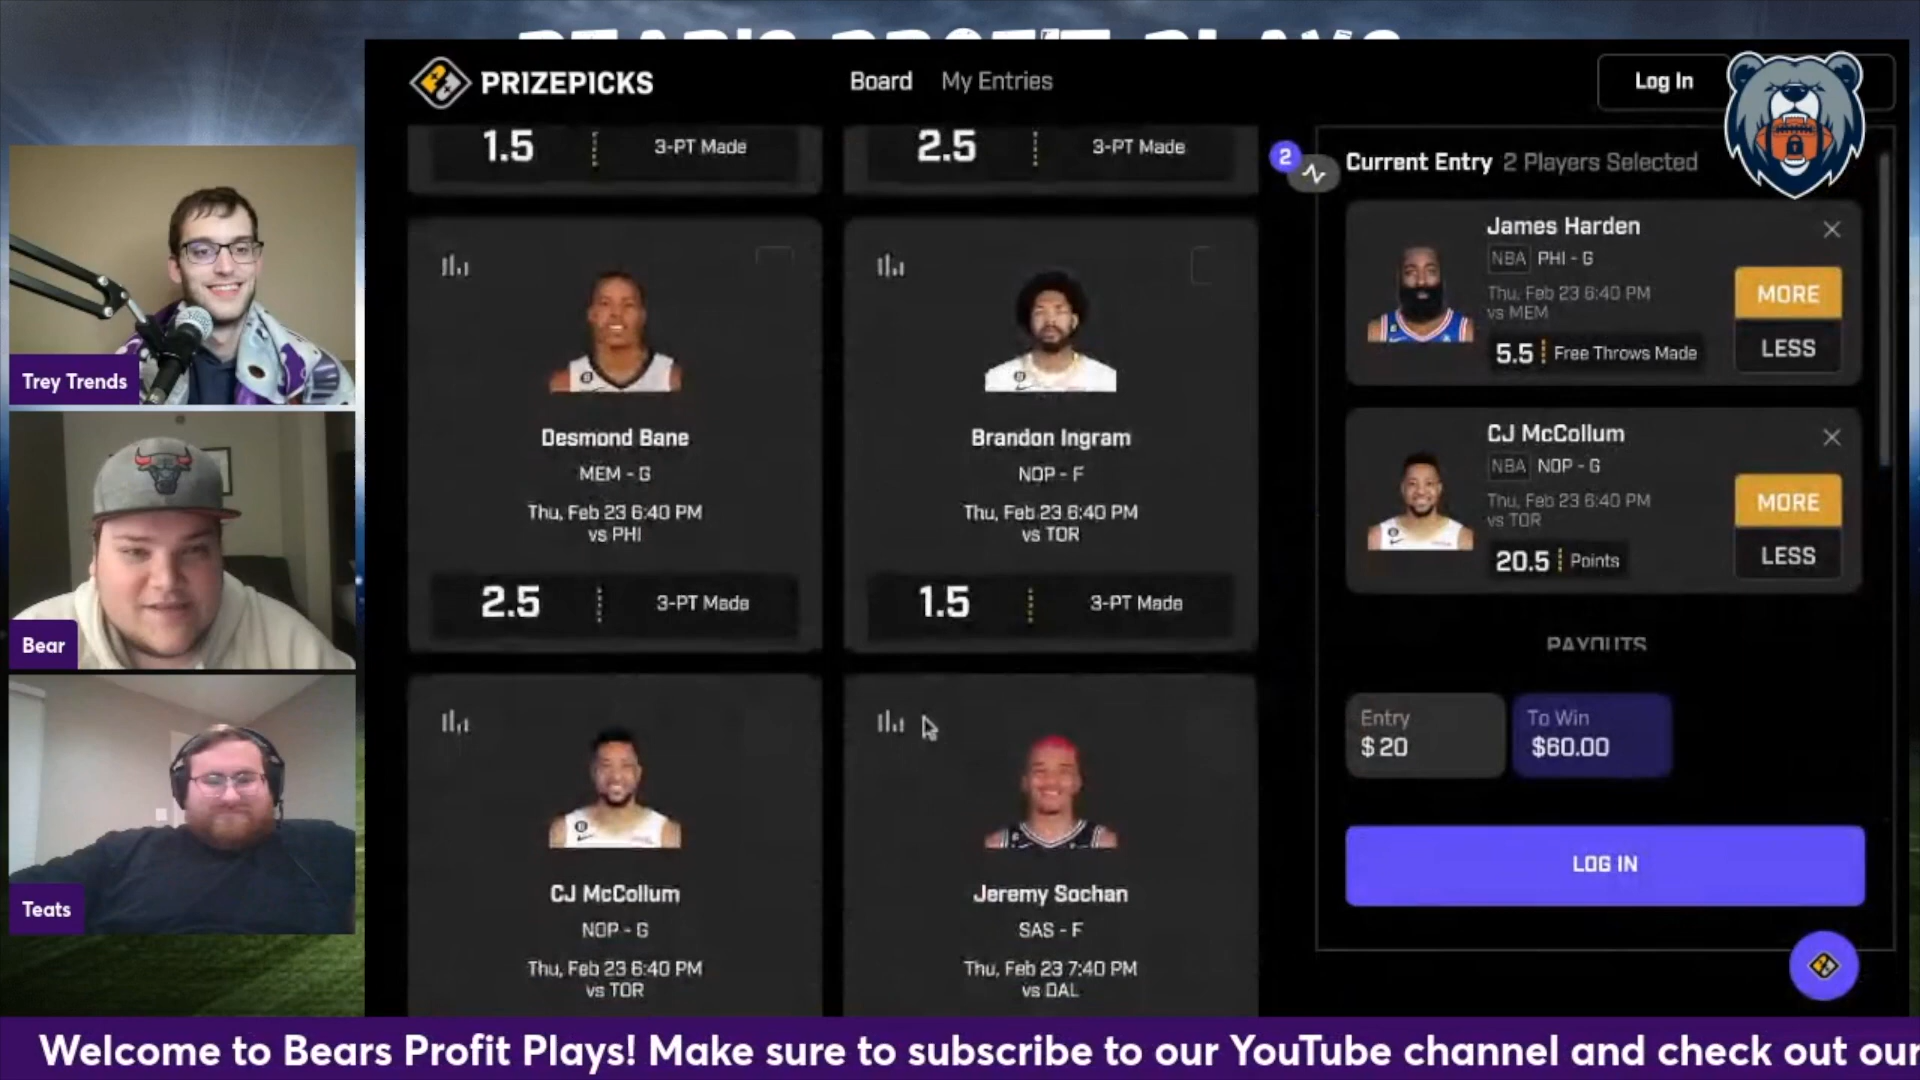 BEAR'S PROFIT PLAYS
PRIZEPICKS
Board
My Entries
Log In
1.5
3-PT Made
2.5
3-PT Made
2
Current Entry 2 Players Selected
James Harden
NBA PHI - G
Thu, Feb 23 6:40 PM
vs MEM
5.5 Free Throws Made
MORE
LESS
Desmond Bane
MEM - G
Thu, Feb 23 6:40 PM
vs PHI
2.5
3-PT Made
Brandon Ingram
NOP - F
Thu, Feb 23 6:40 PM
vs TOR
1.5
3-PT Made
CJ McCollum
NBA NOP - G
Thu, Feb 23 6:40 PM
vs TOR
20.5 Points
MORE
LESS
PAYOUTS
Entry
$ 20
To Win
$60.00
LOG IN
CJ McCollum
NOP - G
Thu, Feb 23 6:40 PM
vs TOR
Jeremy Sochan
SAS - F
Thu, Feb 23 7:40 PM
vs DAL
Trey Trends
Bear
Teats
Welcome to Bears Profit Plays! Make sure to subscribe to our YouTube channel and check out our